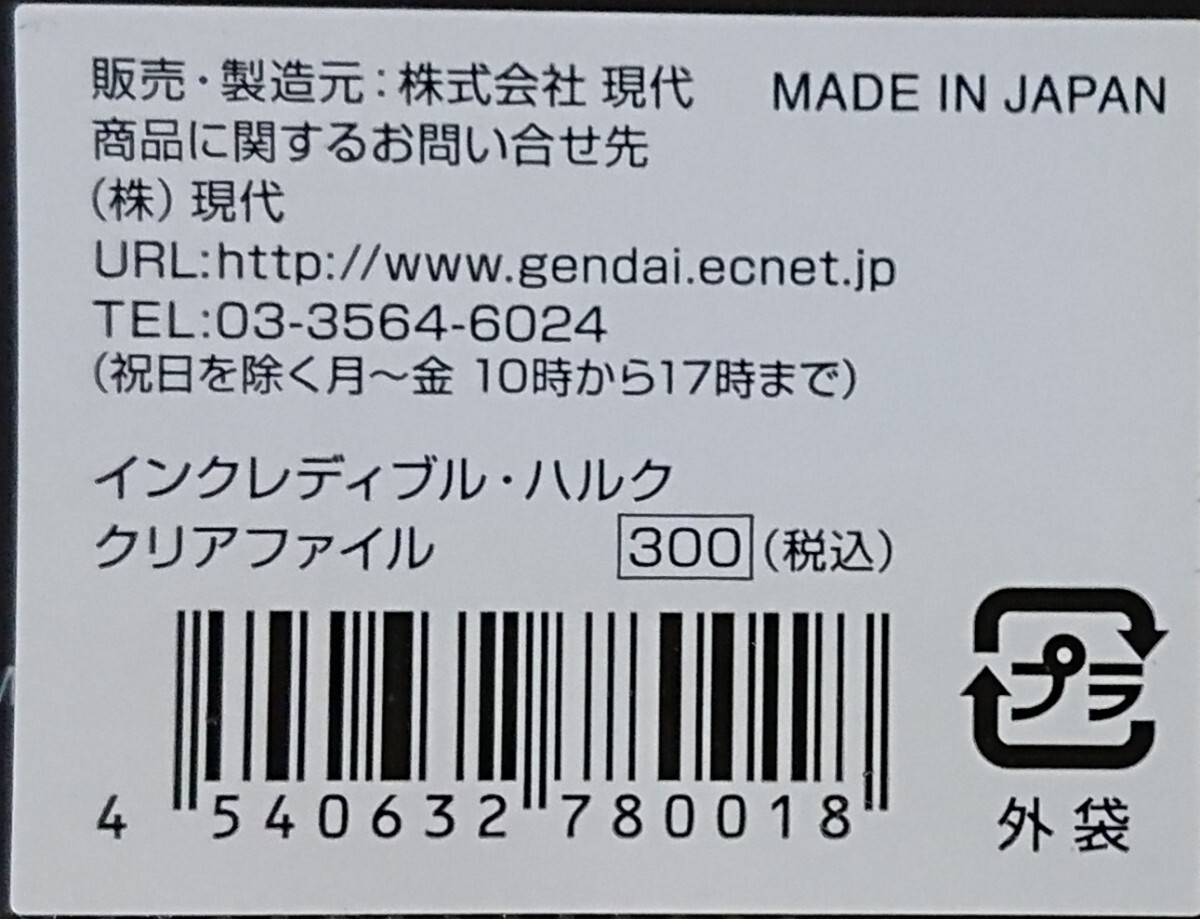 販売・製造元：株式会社 現代 MADE IN JAPAN
商品に関するお問い合せ先
(株) 現代
URL:http://www.gendai.ecnet.jp
TEL:03-3564-6024
(祝日を除く月～金 10時から17時まで)
インクレディブル・ハルク
クリアファイル 300 (税込)
4 540632 780018
プラ
外袋